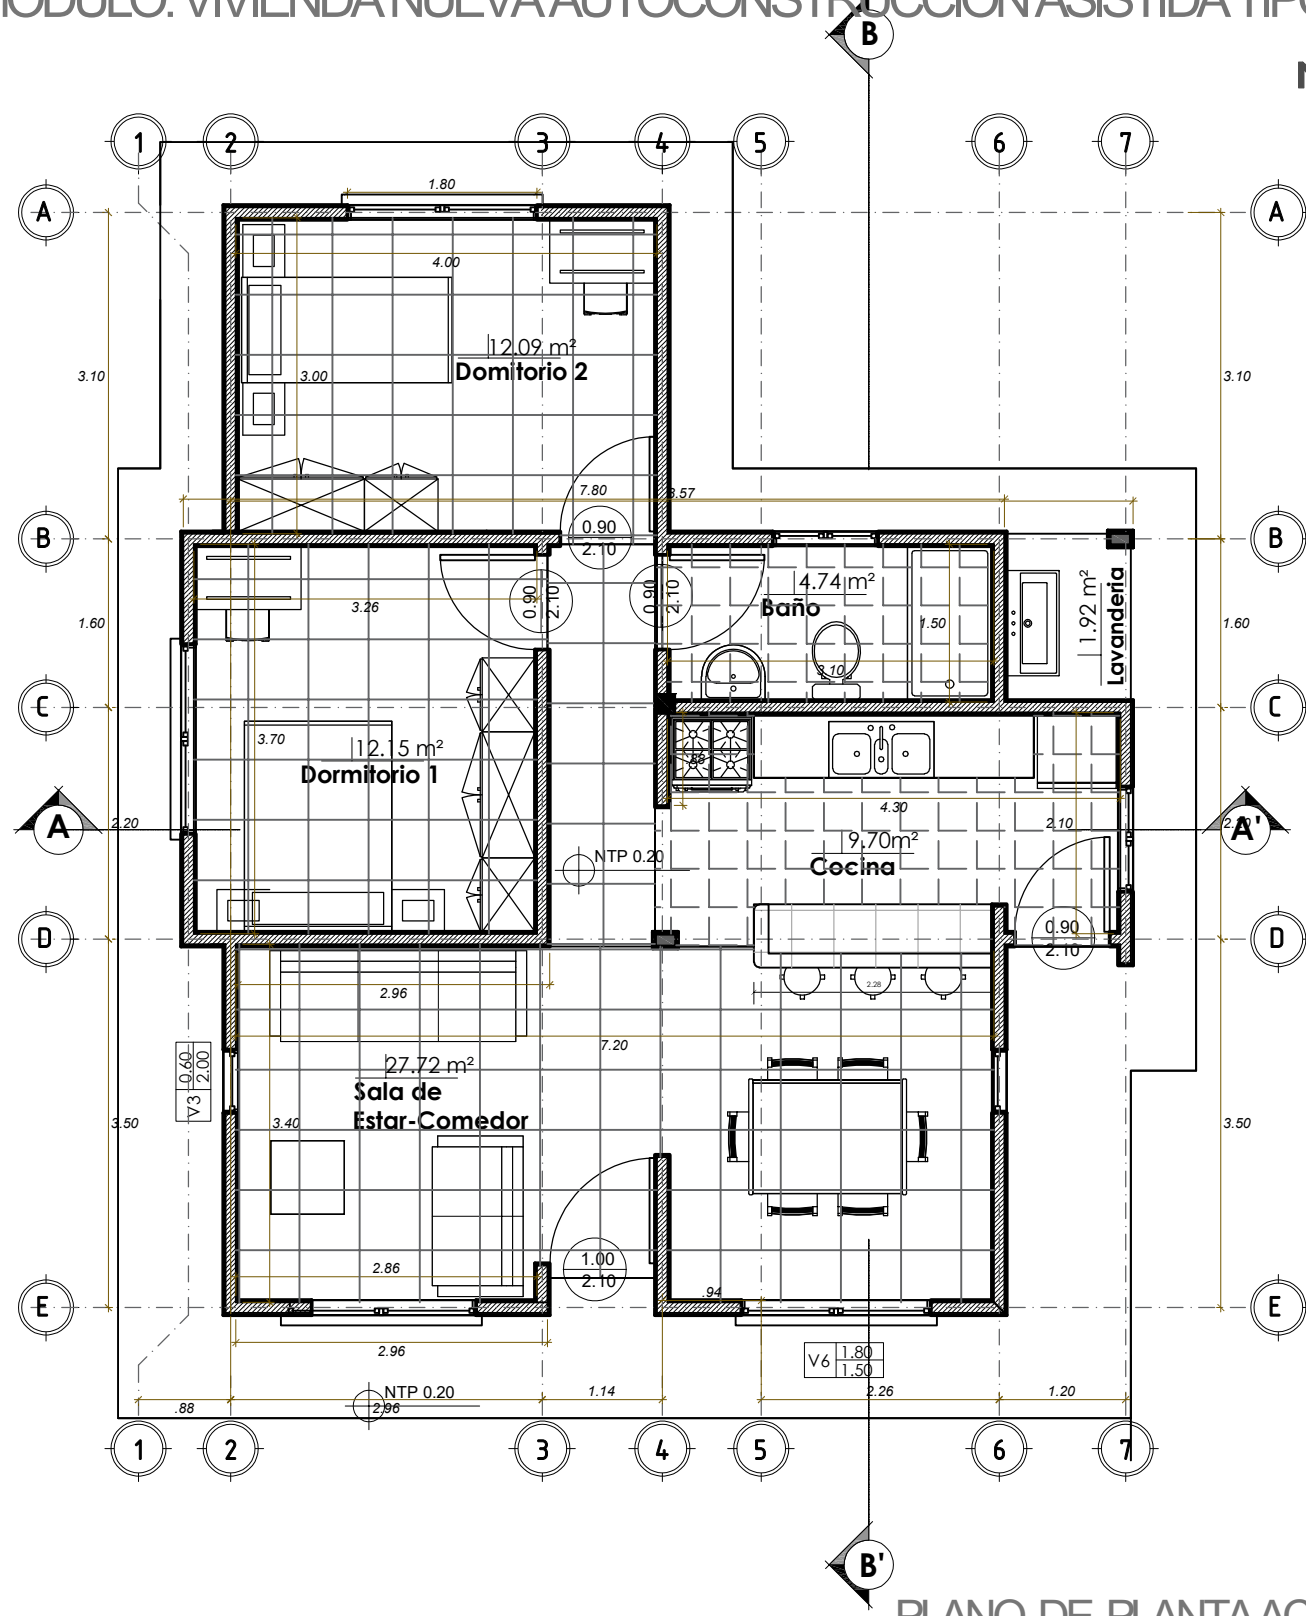 MODULO: VIVIENDA NUEVA AUTOCONSTRUCCION ASISTIDA TIPO
B
1 2 3 4 5 6 7
1.80
A A
4.00
12.09 m²
Domitorio 2
3.10 3.00 3.10
7.80 3.57
0.90
2.10
B B
4.74 m²
Baño
0.90
2.10
0.90
2.10
3.26
1.60 1.50 1.60
1.92 m²
Lavanderia
3.10
C C
3.70
12.15 m²
Dormitorio 1
.88
4.30
A 2.20 2.10 A'
9.70m²
Cocina
NTP 0.20
D D
0.90
2.10
2.96
2.28
7.20
V3 0.60
2.00
27.72 m²
Sala de
Estar-Comedor
3.50 3.40 3.50
1.00
2.10
2.86
.94
E E
2.96
V6 1.80
1.50
NTP 0.20
.88 2.96 1.14 2.26 1.20
1 2 3 4 5 6 7
B'
PLANO DE PLANTA AC